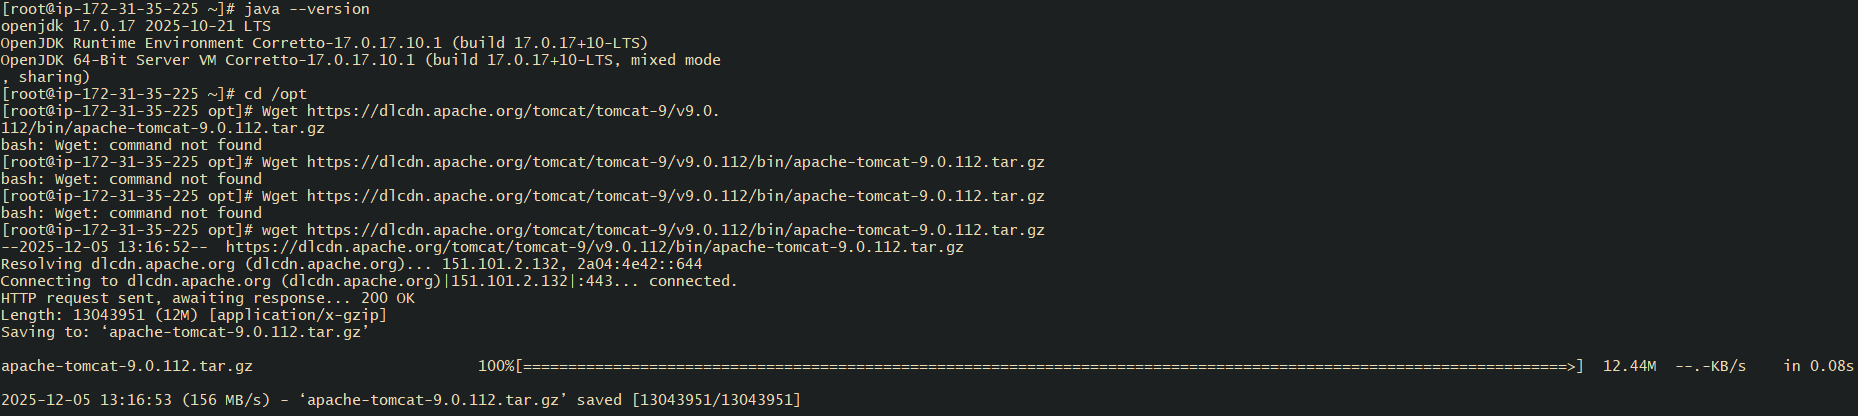 [root@ip-172-31-35-225 ~]# java --version
openjdk 17.0.17 2025-10-21 LTS
OpenJDK Runtime Environment Corretto-17.0.17.10.1 (build 17.0.17+10-LTS)
OpenJDK 64-Bit Server VM Corretto-17.0.17.10.1 (build 17.0.17+10-LTS, mixed mode
, sharing)
[root@ip-172-31-35-225 ~]# cd /opt
[root@ip-172-31-35-225 opt]# Wget https://dlcdn.apache.org/tomcat/tomcat-9/v9.0.
112/bin/apache-tomcat-9.0.112.tar.gz
bash: Wget: command not found
[root@ip-172-31-35-225 opt]# Wget https://dlcdn.apache.org/tomcat/tomcat-9/v9.0.112/bin/apache-tomcat-9.0.112.tar.gz
bash: Wget: command not found
[root@ip-172-31-35-225 opt]# Wget https://dlcdn.apache.org/tomcat/tomcat-9/v9.0.112/bin/apache-tomcat-9.0.112.tar.gz
bash: Wget: command not found
[root@ip-172-31-35-225 opt]# wget https://dlcdn.apache.org/tomcat/tomcat-9/v9.0.112/bin/apache-tomcat-9.0.112.tar.gz
--2025-12-05 13:16:52--  https://dlcdn.apache.org/tomcat/tomcat-9/v9.0.112/bin/apache-tomcat-9.0.112.tar.gz
Resolving dlcdn.apache.org (dlcdn.apache.org)... 151.101.2.132, 2a04:4e42::644
Connecting to dlcdn.apache.org (dlcdn.apache.org)|151.101.2.132|:443... connected.
HTTP request sent, awaiting response... 200 OK
Length: 13043951 (12M) [application/x-gzip]
Saving to: ‘apache-tomcat-9.0.112.tar.gz’
apache-tomcat-9.0.112.tar.gz 100%[====================================================================================================================>] 12.44M --.-KB/s in 0.08s
2025-12-05 13:16:53 (156 MB/s) - ‘apache-tomcat-9.0.112.tar.gz’ saved [13043951/13043951]